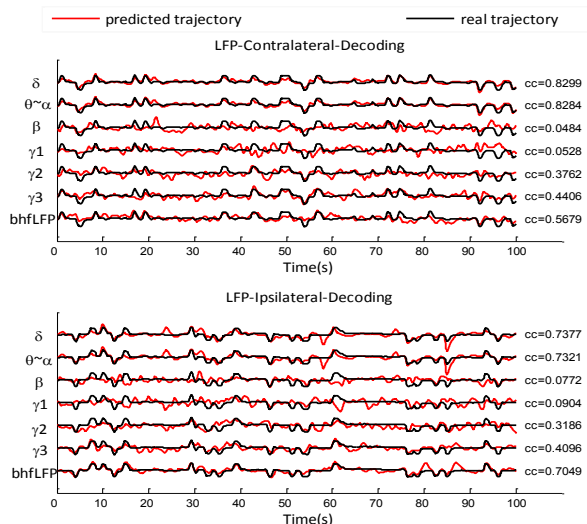 predicted trajectory real trajectory
LFP-Contralateral-Decoding
δ cc=0.8299
θ~α cc=0.8284
β cc=0.0484
γ1 cc=0.0528
γ2 cc=0.3762
γ3 cc=0.4406
bhfLFP cc=0.5679
0 10 20 30 40 50 60 70 80 90 100
Time(s)
LFP-Ipsilateral-Decoding
δ cc=0.7377
θ~α cc=0.7321
β cc=0.0772
γ1 cc=0.0904
γ2 cc=0.3186
γ3 cc=0.4096
bhfLFP cc=0.7049
0 10 20 30 40 50 60 70 80 90 100
Time(s)